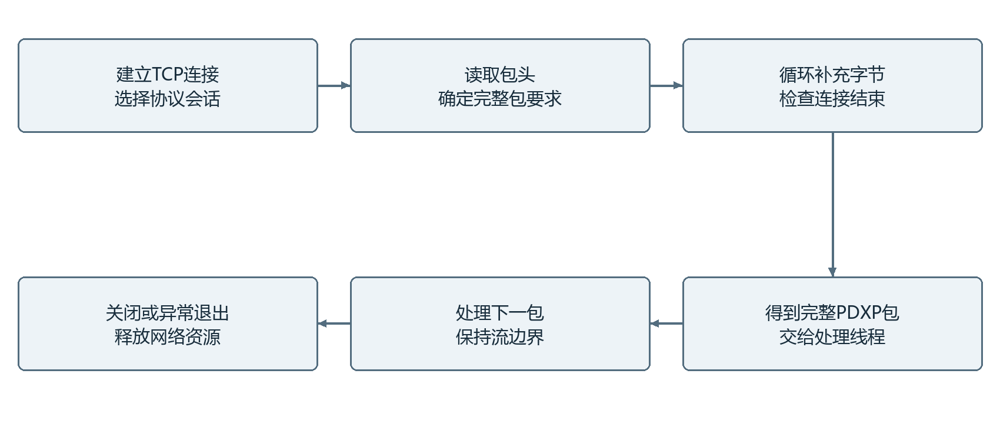 建立TCP连接
选择协议会话
读取包头
确定完整包要求
循环补充字节
检查连接结束
得到完整PDXP包
交给处理线程
处理下一包
保持流边界
关闭或异常退出
释放网络资源